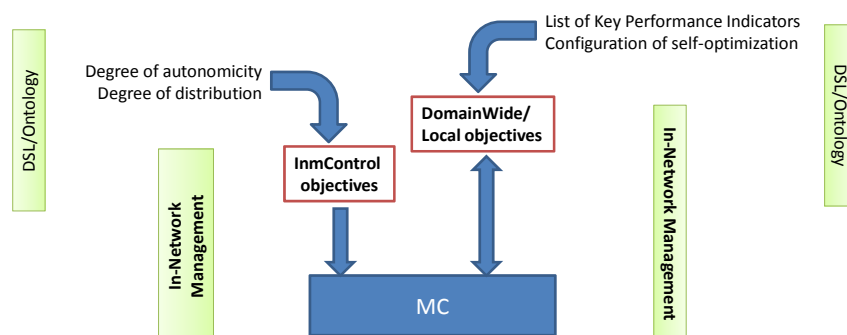 List of Key Performance Indicators
Configuration of self-optimization
Degree of autonomicity
Degree of distribution
DSL/Ontology
DomainWide/
Local objectives
DSL/Ontology
InmControl
objectives
In-Network
Management
In-Network Management
MC